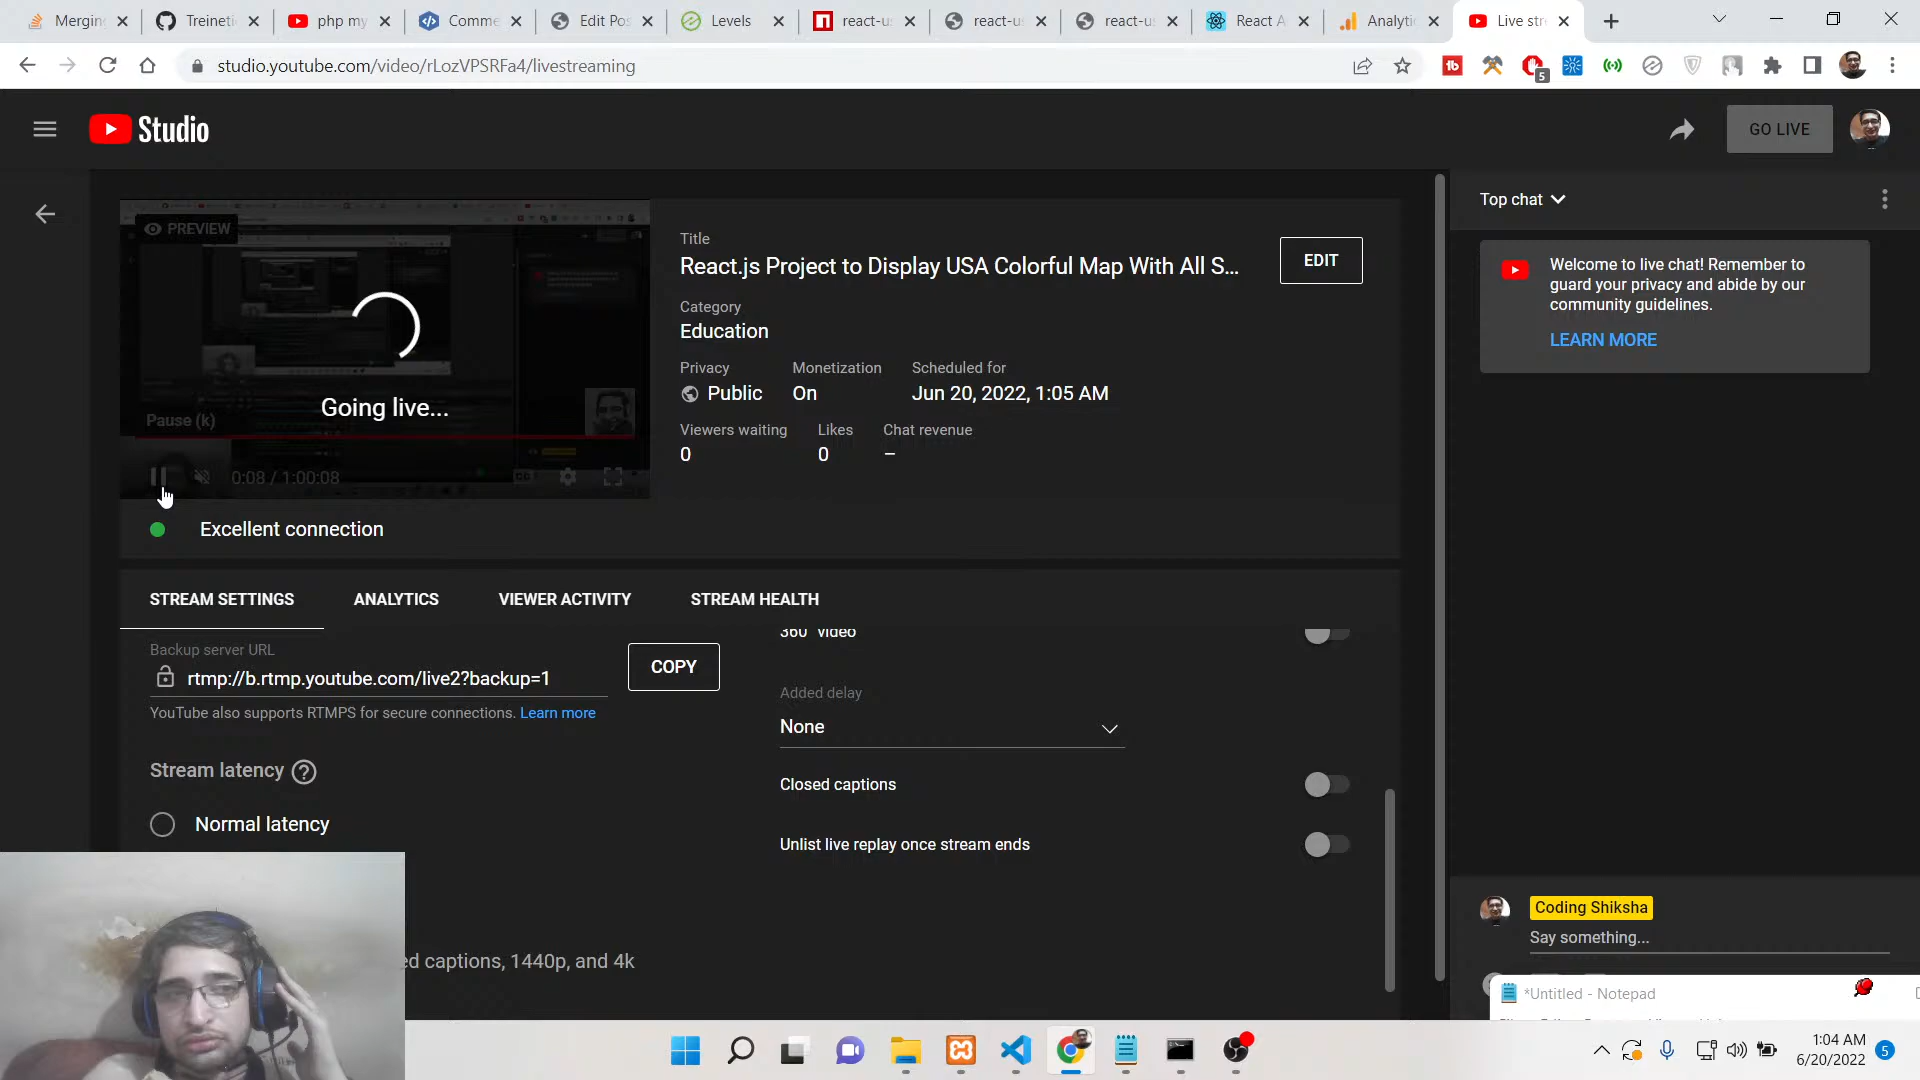 Merging
Treineti
php my
Comme
Edit Pos
Levels
react-us
react-us
react-us
React A
Analytic
Live stre
studio.youtube.com/video/rLozVPSRFa4/livestreaming
5
Studio
GO LIVE
PREVIEW
Going live...
Pause (k)
0:08 / 1:00:08
Excellent connection
Title
React.js Project to Display USA Colorful Map With All S...
EDIT
Category
Education
Privacy
Monetization
Scheduled for
Public
On
Jun 20, 2022, 1:05 AM
Viewers waiting
Likes
Chat revenue
0
0
–
Top chat
Welcome to live chat! Remember to
guard your privacy and abide by our
community guidelines.
LEARN MORE
STREAM SETTINGS
ANALYTICS
VIEWER ACTIVITY
STREAM HEALTH
Backup server URL
rtmp://b.rtmp.youtube.com/live2?backup=1
COPY
YouTube also supports RTMPS for secure connections. Learn more
Stream latency
Normal latency
ed captions, 1440p, and 4k
360° video
Added delay
None
Closed captions
Unlist live replay once stream ends
Coding Shiksha
Say something...
*Untitled - Notepad
1:04 AM
6/20/2022
5